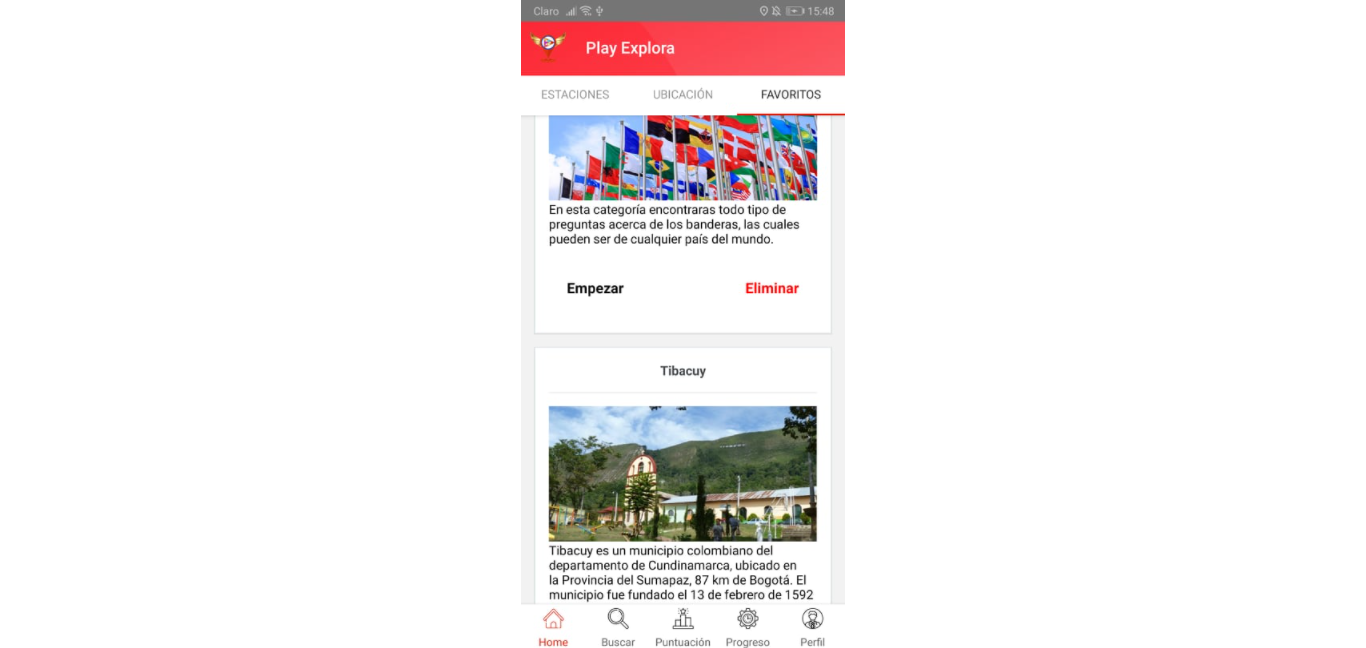 Claro 15:48
Play Explora
ESTACIONES UBICACIÓN FAVORITOS
En esta categoría encontraras todo tipo de
preguntas acerca de los banderas, las cuales
pueden ser de cualquier país del mundo.
Empezar Eliminar
Tibacuy
Tibacuy es un municipio colombiano del
departamento de Cundinamarca, ubicado en
la Provincia del Sumapaz, 87 km de Bogotá. El
municipio fue fundado el 13 de febrero de 1592
Home Buscar Puntuación Progreso Perfil